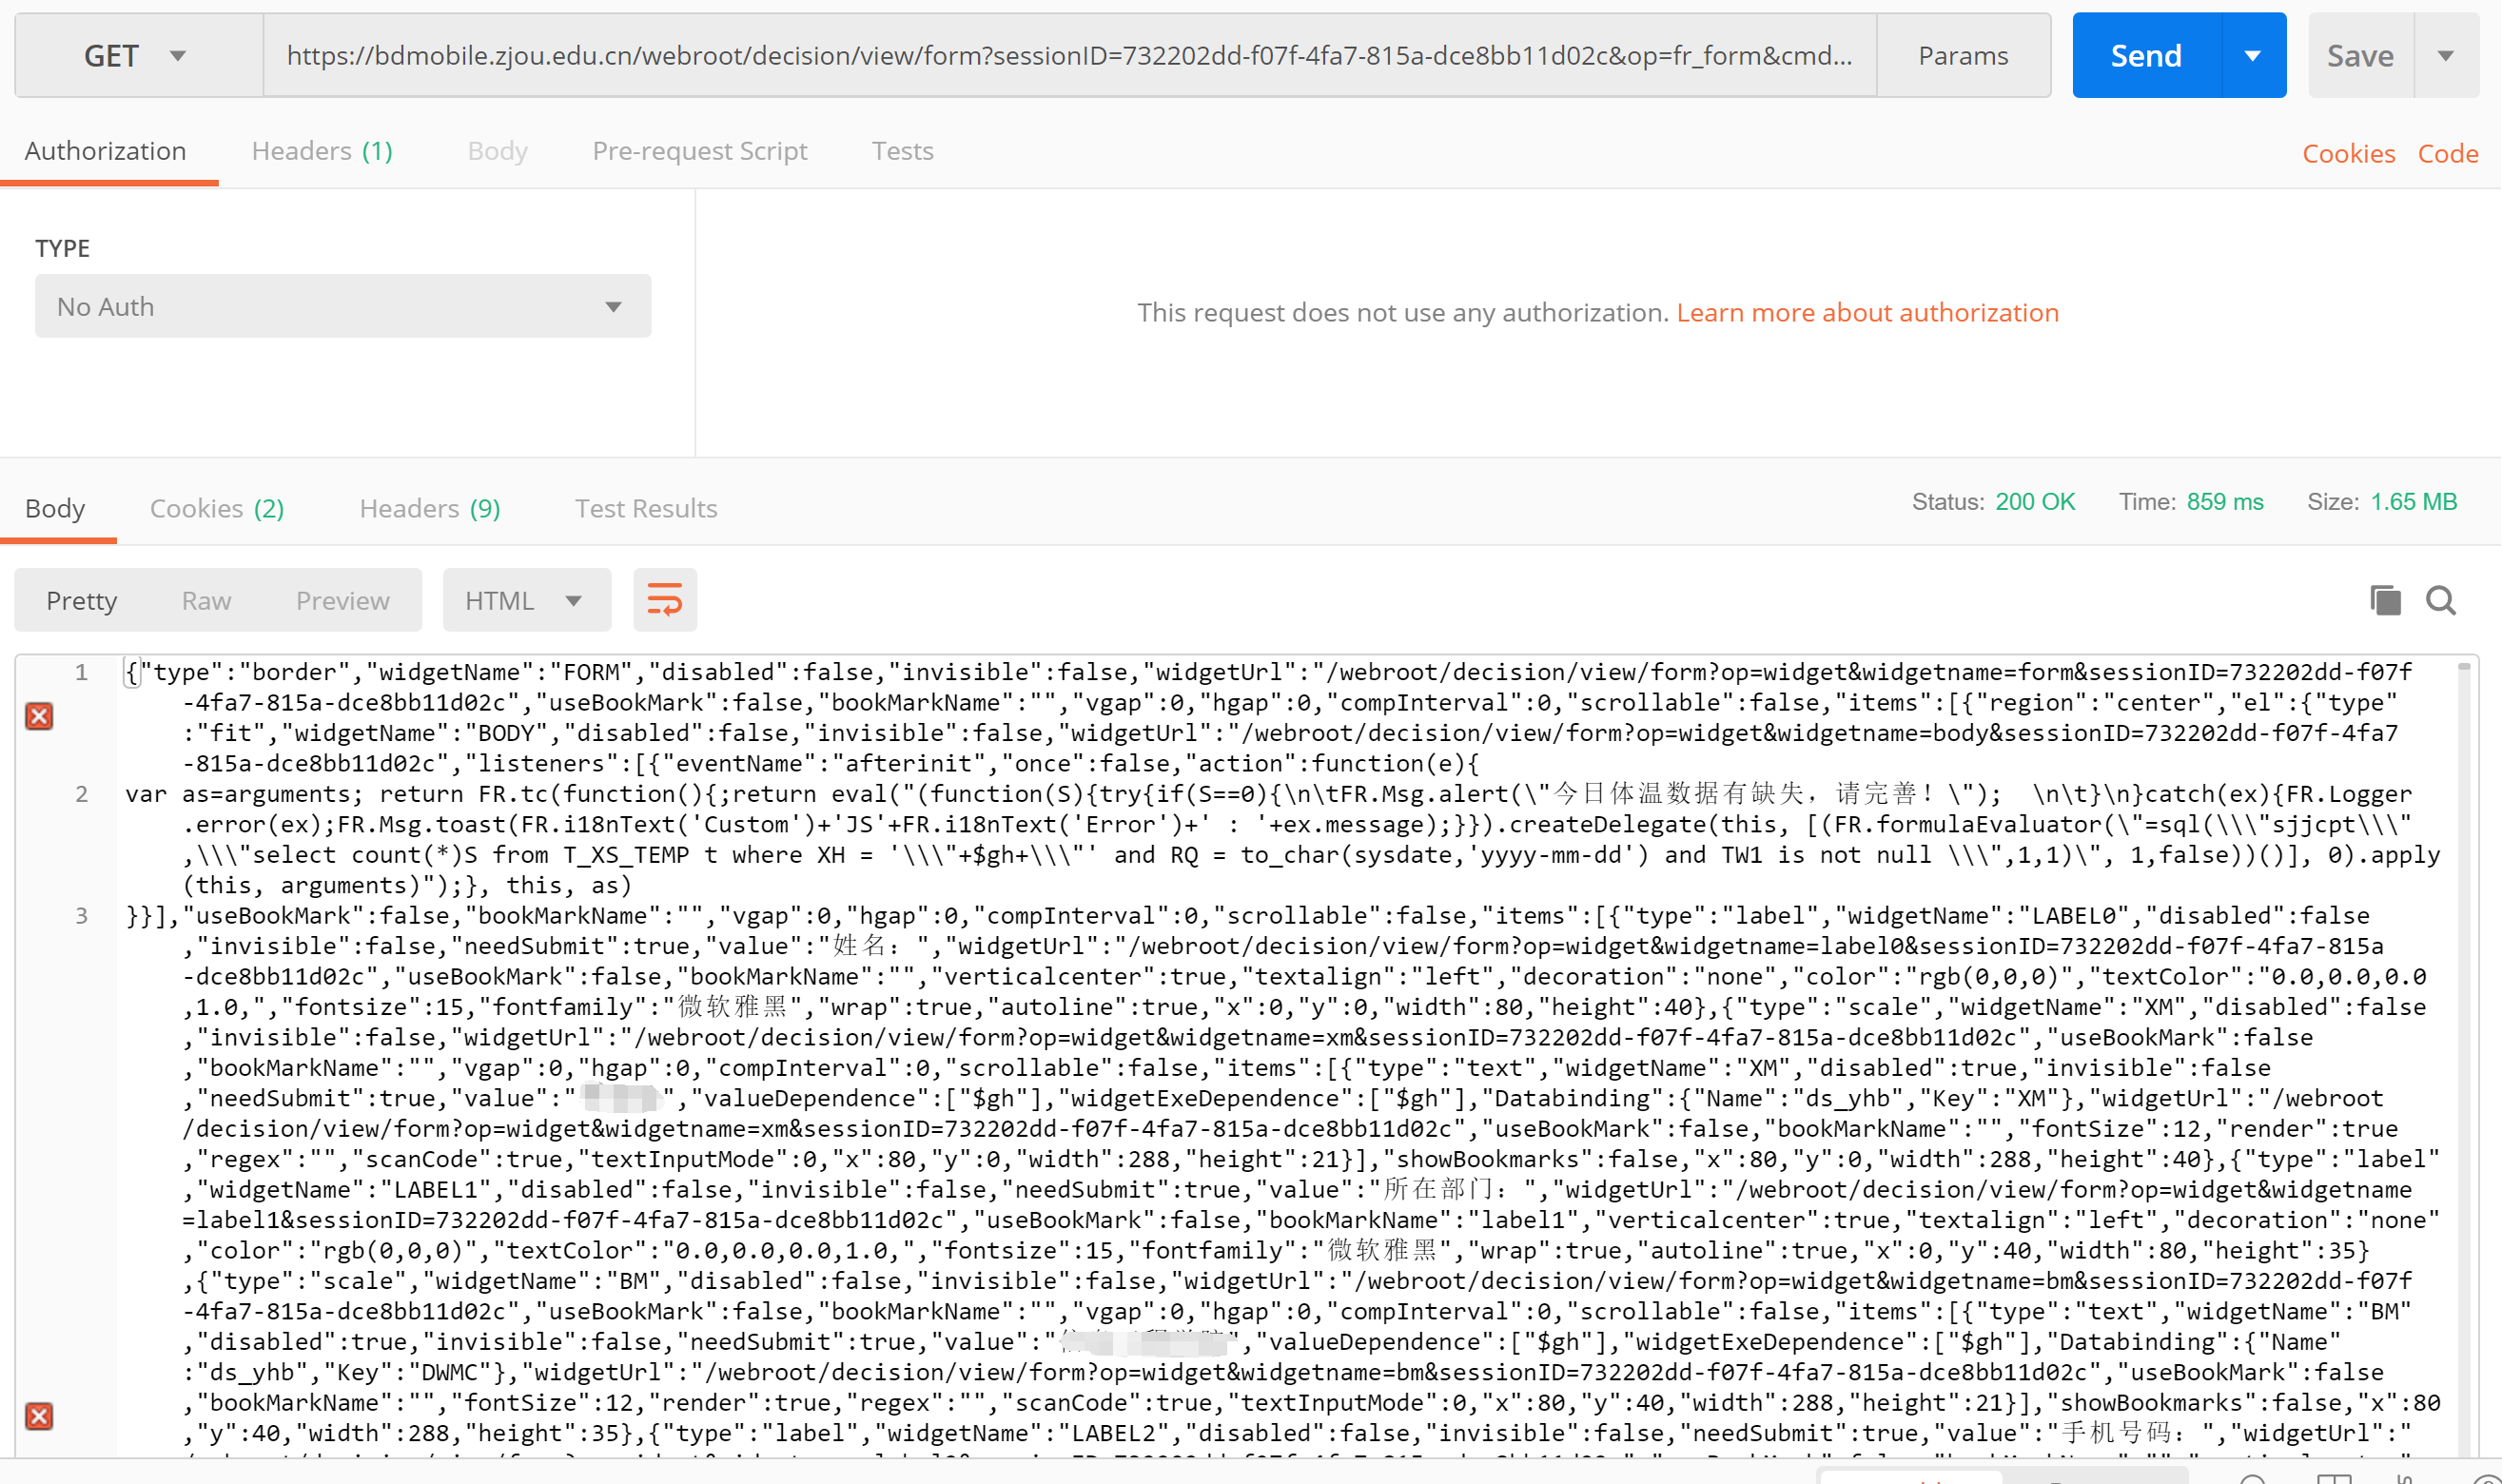 GET
https://bdmobile.zjou.edu.cn/webroot/decision/view/form?sessionID=732202dd-f07f-4fa7-815a-dce8bb11d02c&op=fr_form&cmd...
Params
Send
Save
Authorization
Headers (1)
Body
Pre-request Script
Tests
Cookies
Code
TYPE
No Auth
This request does not use any authorization. Learn more about authorization
Body
Cookies (2)
Headers (9)
Test Results
Status: 200 OK
Time: 859 ms
Size: 1.65 MB
Pretty
Raw
Preview
HTML
1 {"type":"border","widgetName":"FORM","disabled":false,"invisible":false,"widgetUrl":"/webroot/decision/view/form?op=widget&widgetname=form&sessionID=732202dd-f07f
-4fa7-815a-dce8bb11d02c","useBookMark":false,"bookMarkName":"","vgap":0,"hgap":0,"compInterval":0,"scrollable":false,"items":[{"region":"center","el":{"type"
:"fit","widgetName":"BODY","disabled":false,"invisible":false,"widgetUrl":"/webroot/decision/view/form?op=widget&widgetname=body&sessionID=732202dd-f07f-4fa7
-815a-dce8bb11d02c","listeners":[{"eventName":"afterinit","once":false,"action":function(e){
2 var as=arguments; return FR.tc(function(){;return eval("(function(S){try{if(S==0){\n\tFR.Msg.alert(\"今日体温数据有缺失，请完善！\");  \n\t}\n}catch(ex){FR.Logger
.error(ex);FR.Msg.toast(FR.i18nText('Custom')+'JS'+FR.i18nText('Error')+' : '+ex.message);}}).createDelegate(this, [(FR.formulaEvaluator(\"=sql(\\\"sjjcpt\\\"
,\\\"select count(*)S from T_XS_TEMP t where XH = '\\\"+$gh+\\\"' and RQ = to_char(sysdate,'yyyy-mm-dd') and TW1 is not null \\\",1,1)\", 1,false))()], 0).apply
(this, arguments)");}, this, as)
3 }}],"useBookMark":false,"bookMarkName":"","vgap":0,"hgap":0,"compInterval":0,"scrollable":false,"items":[{"type":"label","widgetName":"LABEL0","disabled":false
,"invisible":false,"needSubmit":true,"value":"姓名：","widgetUrl":"/webroot/decision/view/form?op=widget&widgetname=label0&sessionID=732202dd-f07f-4fa7-815a
-dce8bb11d02c","useBookMark":false,"bookMarkName":"","verticalcenter":true,"textalign":"left","decoration":"none","color":"rgb(0,0,0)","textColor":"0.0,0.0,0.0
,1.0,","fontsize":15,"fontfamily":"微软雅黑","wrap":true,"autoline":true,"x":0,"y":0,"width":80,"height":40},{"type":"scale","widgetName":"XM","disabled":false
,"invisible":false,"widgetUrl":"/webroot/decision/view/form?op=widget&widgetname=xm&sessionID=732202dd-f07f-4fa7-815a-dce8bb11d02c","useBookMark":false
,"bookMarkName":"","vgap":0,"hgap":0,"compInterval":0,"scrollable":false,"items":[{"type":"text","widgetName":"XM","disabled":true,"invisible":false
,"needSubmit":true,"value":"","valueDependence":["$gh"],"widgetExeDependence":["$gh"],"Databinding":{"Name":"ds_yhb","Key":"XM"},"widgetUrl":"/webroot
/decision/view/form?op=widget&widgetname=xm&sessionID=732202dd-f07f-4fa7-815a-dce8bb11d02c","useBookMark":false,"bookMarkName":"","fontSize":12,"render":true
,"regex":"","scanCode":true,"textInputMode":0,"x":80,"y":0,"width":288,"height":21}],"showBookmarks":false,"x":80,"y":0,"width":288,"height":40},{"type":"label"
,"widgetName":"LABEL1","disabled":false,"invisible":false,"needSubmit":true,"value":"所在部门：","widgetUrl":"/webroot/decision/view/form?op=widget&widgetname
=label1&sessionID=732202dd-f07f-4fa7-815a-dce8bb11d02c","useBookMark":false,"bookMarkName":"label1","verticalcenter":true,"textalign":"left","decoration":"none"
,"color":"rgb(0,0,0)","textColor":"0.0,0.0,0.0,1.0,","fontsize":15,"fontfamily":"微软雅黑","wrap":true,"autoline":true,"x":0,"y":40,"width":80,"height":35}
,{"type":"scale","widgetName":"BM","disabled":false,"invisible":false,"widgetUrl":"/webroot/decision/view/form?op=widget&widgetname=bm&sessionID=732202dd-f07f
-4fa7-815a-dce8bb11d02c","useBookMark":false,"bookMarkName":"","vgap":0,"hgap":0,"compInterval":0,"scrollable":false,"items":[{"type":"text","widgetName":"BM"
,"disabled":true,"invisible":false,"needSubmit":true,"value":"","valueDependence":["$gh"],"widgetExeDependence":["$gh"],"Databinding":{"Name"
:"ds_yhb","Key":"DWMC"},"widgetUrl":"/webroot/decision/view/form?op=widget&widgetname=bm&sessionID=732202dd-f07f-4fa7-815a-dce8bb11d02c","useBookMark":false
,"bookMarkName":"","fontSize":12,"render":true,"regex":"","scanCode":true,"textInputMode":0,"x":80,"y":40,"width":288,"height":21}],"showBookmarks":false,"x":80
,"y":40,"width":288,"height":35},{"type":"label","widgetName":"LABEL2","disabled":false,"invisible":false,"needSubmit":true,"value":"手机号码：","widgetUrl":"